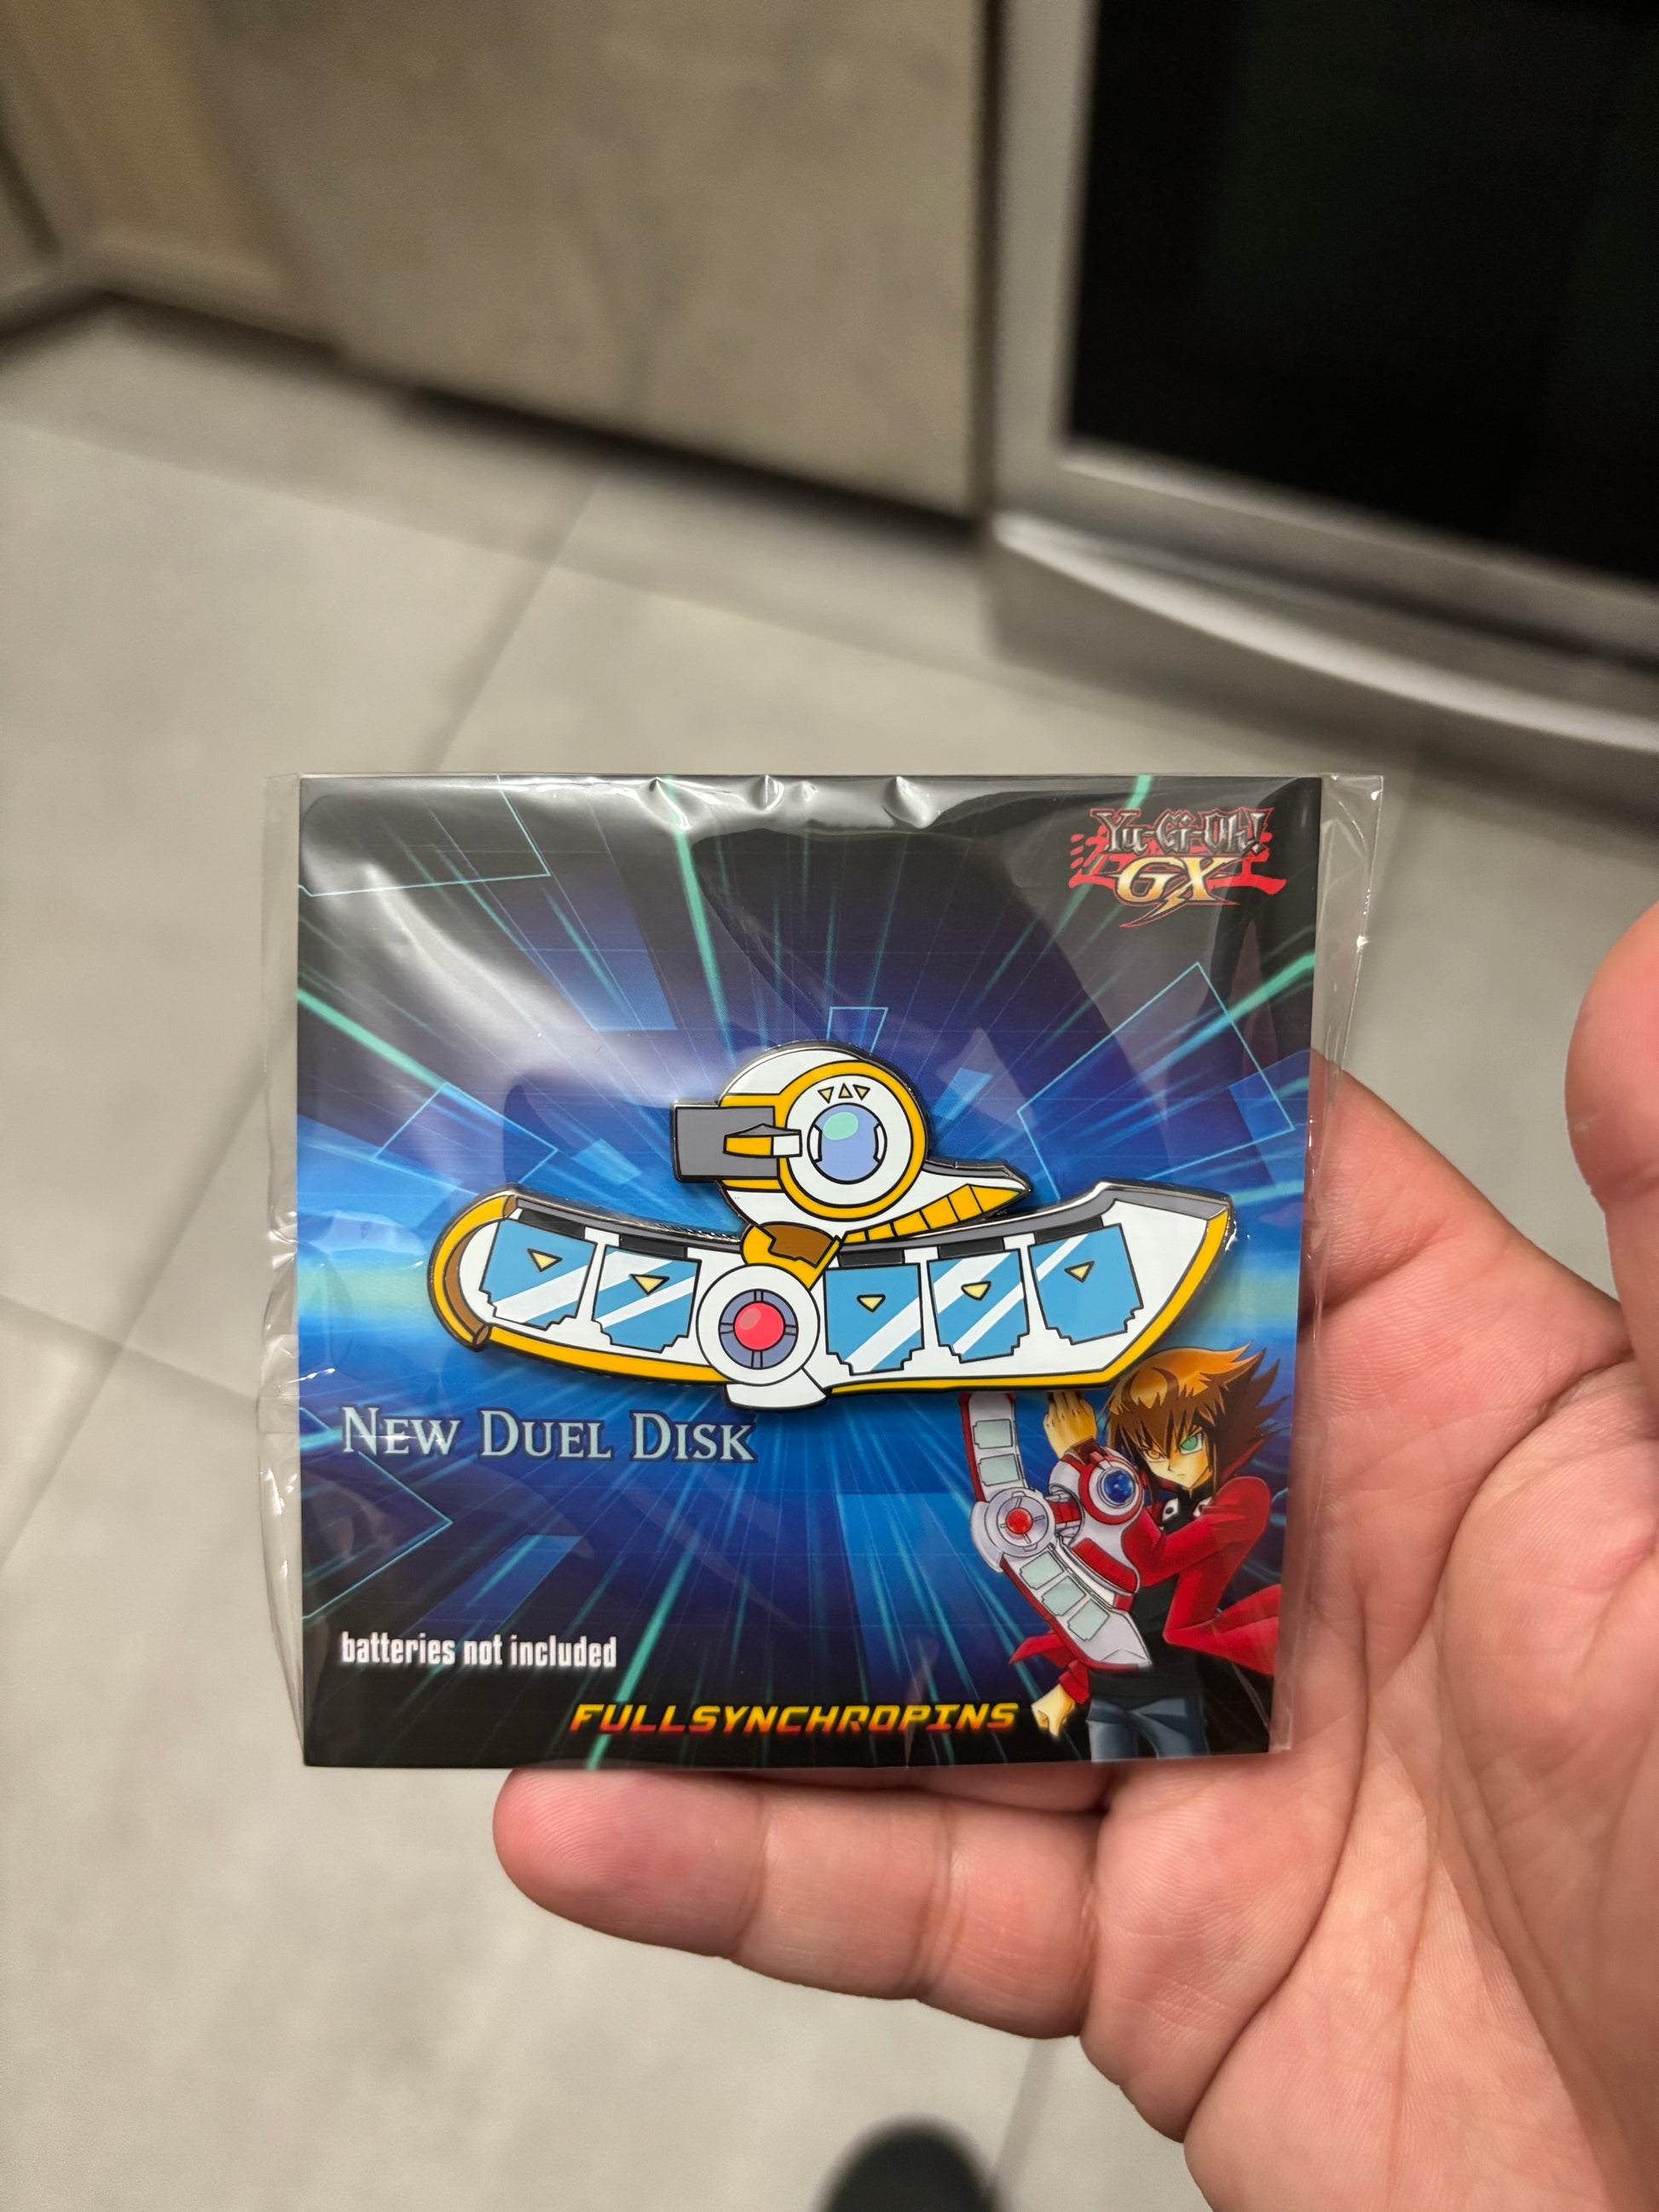 Yu-Gi-Oh!
GX
NEW DUEL DISK
batteries not included
FULLSYNCHROPINS